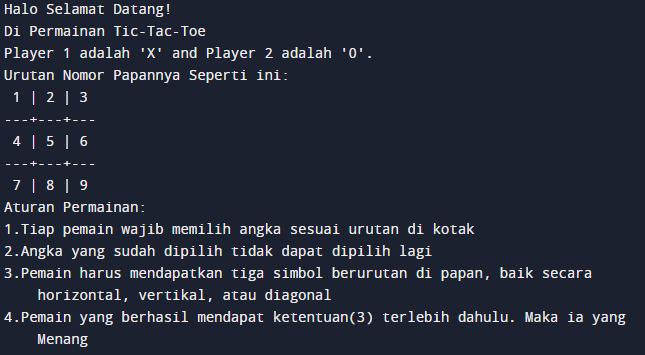 Halo Selamat Datang!
Di Permainan Tic-Tac-Toe
Player 1 adalah 'X' and Player 2 adalah 'O'.
Urutan Nomor Papannya Seperti ini:
 1 | 2 | 3
---+---+---
 4 | 5 | 6
---+---+---
 7 | 8 | 9
Aturan Permainan:
1.Tiap pemain wajib memilih angka sesuai urutan di kotak
2.Angka yang sudah dipilih tidak dapat dipilih lagi
3.Pemain harus mendapatkan tiga simbol berurutan di papan, baik secara
    horizontal, vertikal, atau diagonal
4.Pemain yang berhasil mendapat ketentuan(3) terlebih dahulu. Maka ia yang
    Menang